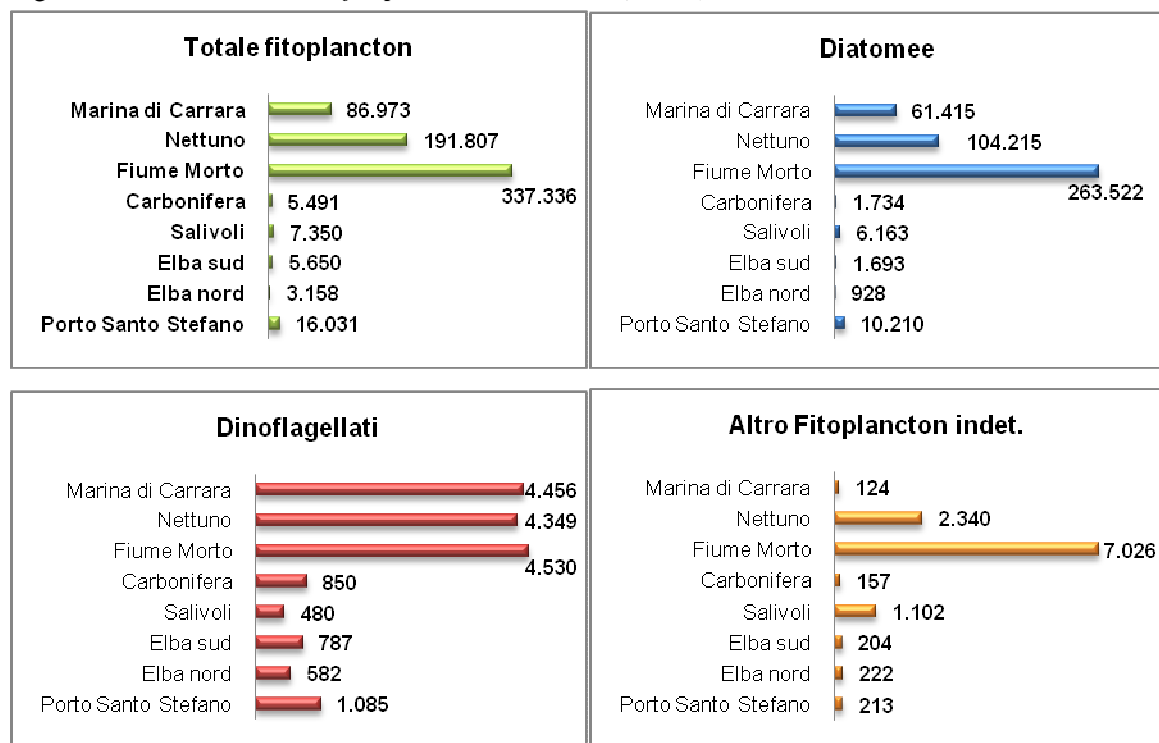 Totale fitoplancton
Marina di Carrara 86.973
Nettuno 191.807
Fiume Morto 337.336
Carbonifera 5.491
Salivoli 7.350
Elba sud 5.650
Elba nord 3.158
Porto Santo Stefano 16.031
Diatomee
Marina di Carrara 61.415
Nettuno 104.215
Fiume Morto 263.522
Carbonifera 1.734
Salivoli 6.163
Elba sud 1.693
Elba nord 928
Porto Santo Stefano 10.210
Dinoflagellati
Marina di Carrara 4.456
Nettuno 4.349
Fiume Morto 4.530
Carbonifera 850
Salivoli 480
Elba sud 787
Elba nord 582
Porto Santo Stefano 1.085
Altro Fitoplancton indet.
Marina di Carrara 124
Nettuno 2.340
Fiume Morto 7.026
Carbonifera 157
Salivoli 1.102
Elba sud 204
Elba nord 222
Porto Santo Stefano 213